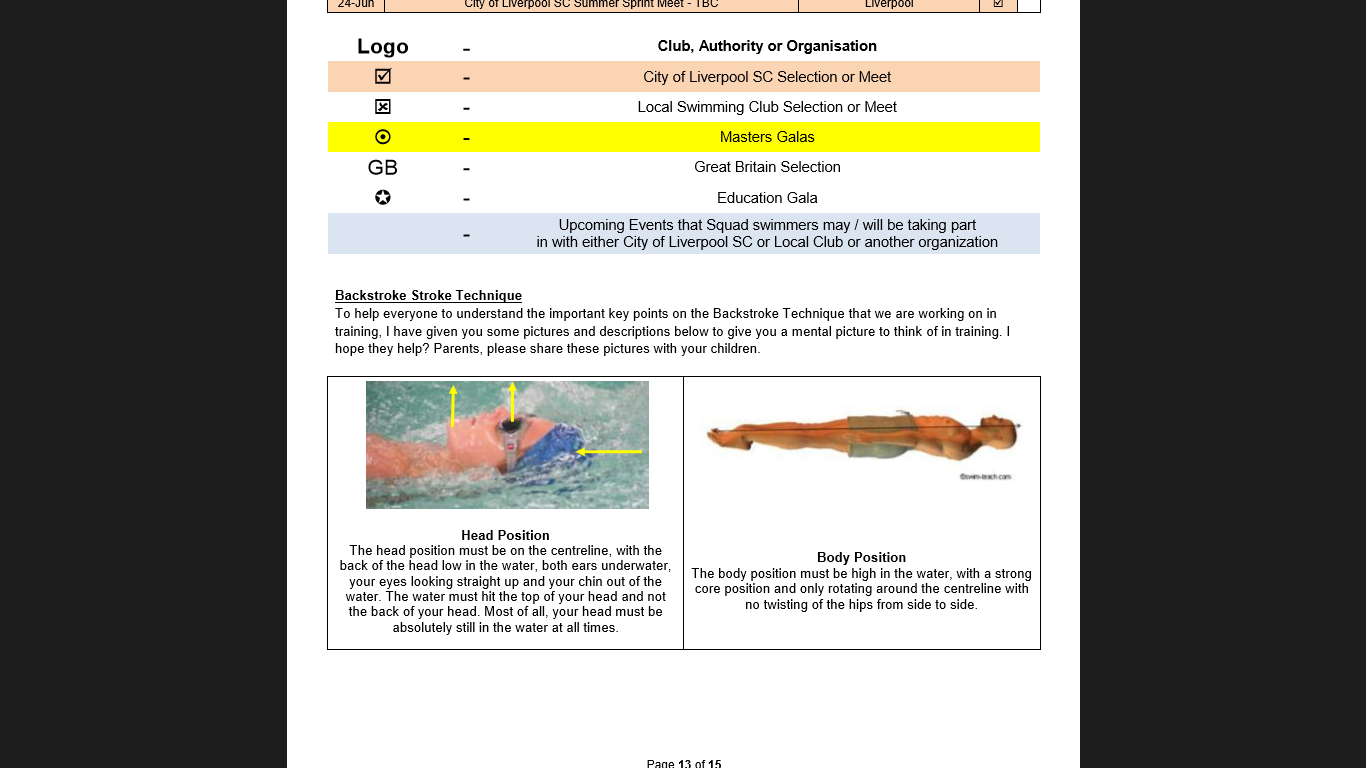 24-Jun City of Liverpool SC Summer Sprint Meet - TBC Liverpool ☑
Logo - Club, Authority or Organisation
☑ - City of Liverpool SC Selection or Meet
☒ - Local Swimming Club Selection or Meet
☉ - Masters Galas
GB - Great Britain Selection
✪ - Education Gala
- Upcoming Events that Squad swimmers may / will be taking part
in with either City of Liverpool SC or Local Club or another organization
Backstroke Stroke Technique
To help everyone to understand the important key points on the Backstroke Technique that we are working on in
training, I have given you some pictures and descriptions below to give you a mental picture to think of in training. I
hope they help? Parents, please share these pictures with your children.
Head Position
The head position must be on the centreline, with the
back of the head low in the water, both ears underwater,
your eyes looking straight up and your chin out of the
water. The water must hit the top of your head and not
the back of your head. Most of all, your head must be
absolutely still in the water at all times.
©swim-teach.com
Body Position
The body position must be high in the water, with a strong
core position and only rotating around the centreline with
no twisting of the hips from side to side.
Page 13 of 15